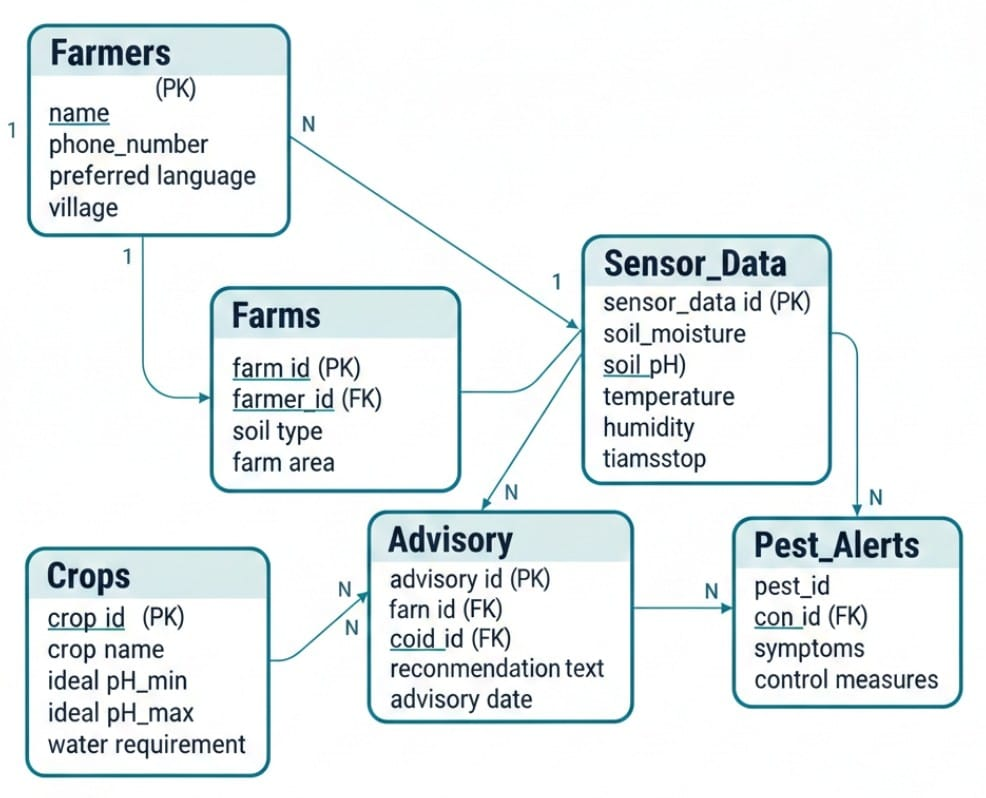 Farmers
(PK)
name
phone_number
preferred language
village
1
N
1
1
Farms
farm id (PK)
farmer_id (FK)
soil type
farm area
Sensor_Data
sensor_data id (PK)
soil_moisture
soil_pH)
temperature
humidity
tiamsstop
N
N
Crops
crop id (PK)
crop name
ideal pH_min
ideal pH_max
water requirement
N
N
Advisory
advisory id (PK)
farn id (FK)
coid_id (FK)
reconmendation text
advisory date
N
Pest_Alerts
pest_id
con_id (FK)
symptoms
control measures